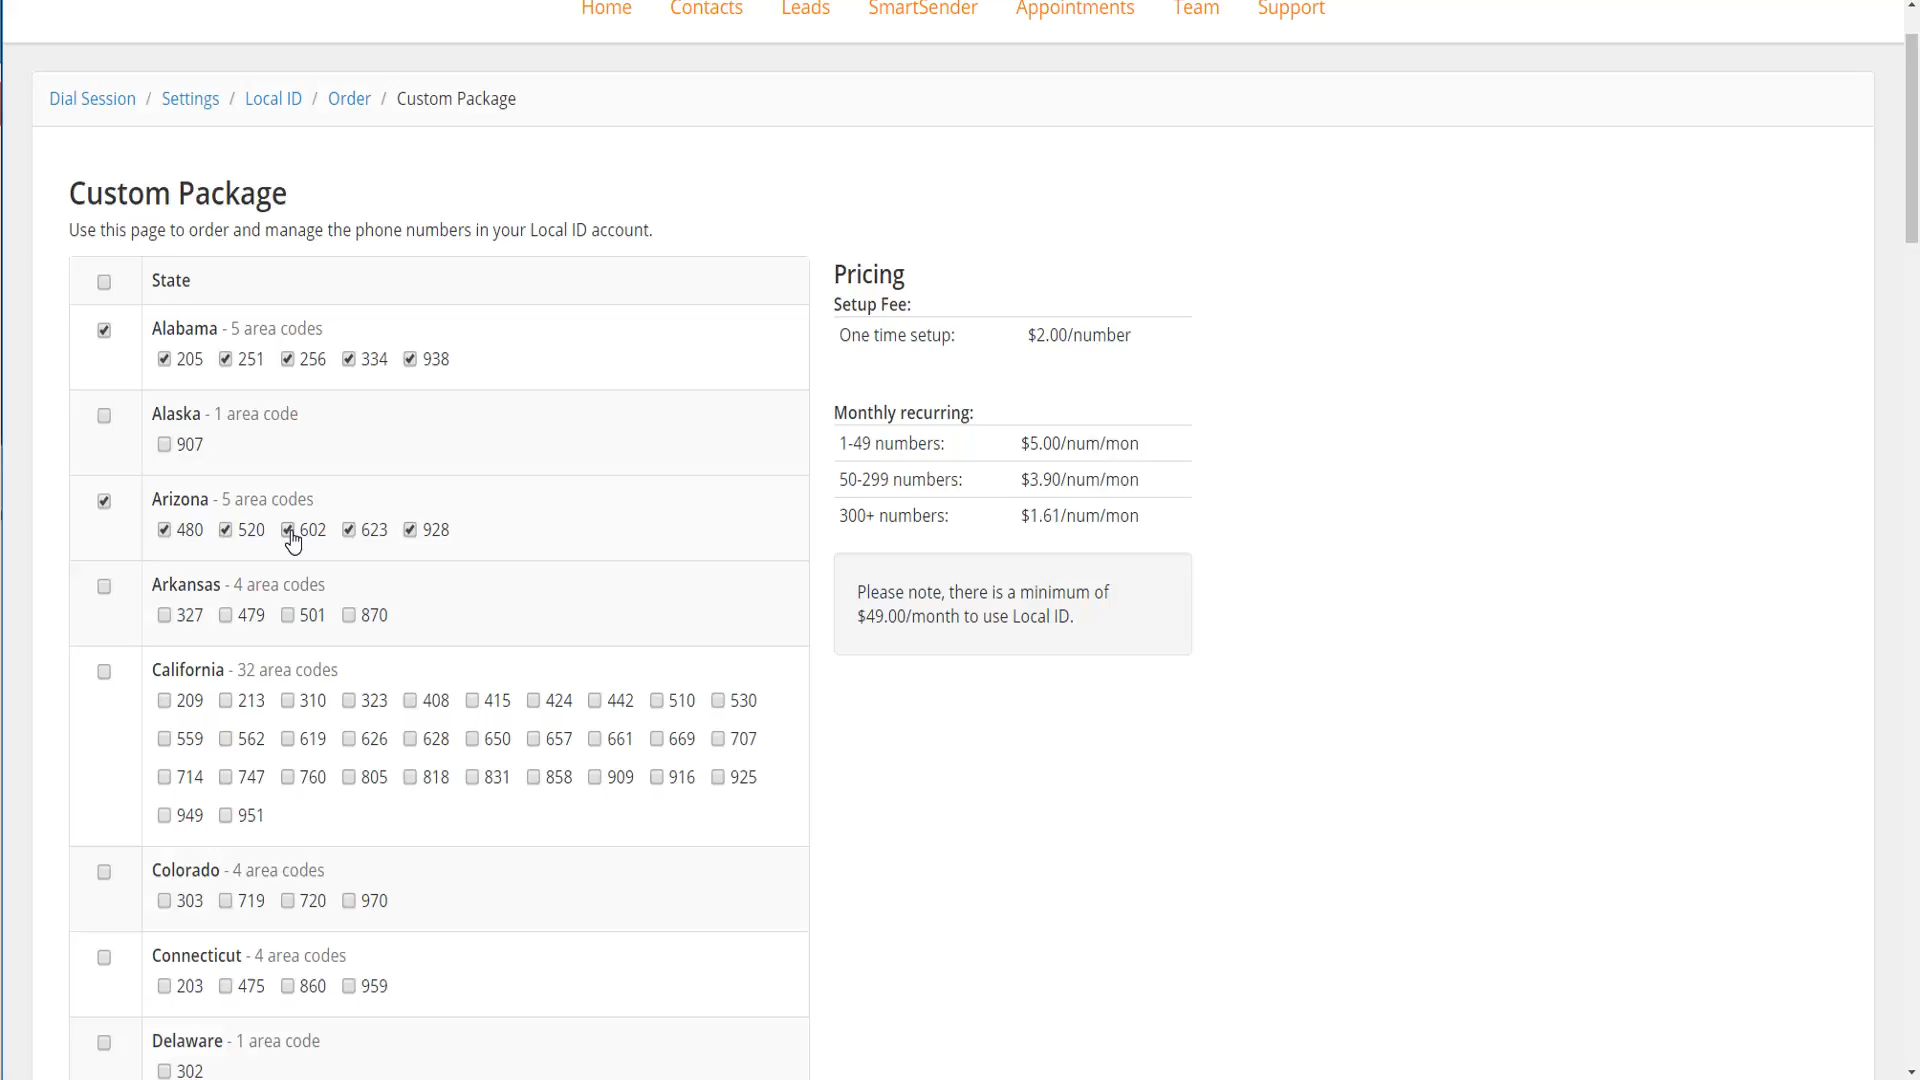 Home Contacts Leads SmartSender Appointments Team Support
Dial Session / Settings / Local ID / Order / Custom Package
Custom Package
Use this page to order and manage the phone numbers in your Local ID account.
State
Alabama - 5 area codes
205 251 256 334 938
Alaska - 1 area code
907
Arizona - 5 area codes
480 520 602 623 928
Arkansas - 4 area codes
327 479 501 870
California - 32 area codes
209 213 310 323 408 415 424 442 510 530
559 562 619 626 628 650 657 661 669 707
714 747 760 805 818 831 858 909 916 925
949 951
Colorado - 4 area codes
303 719 720 970
Connecticut - 4 area codes
203 475 860 959
Delaware - 1 area code
302
Pricing
Setup Fee:
One time setup: $2.00/number
Monthly recurring:
1-49 numbers: $5.00/num/mon
50-299 numbers: $3.90/num/mon
300+ numbers: $1.61/num/mon
Please note, there is a minimum of
$49.00/month to use Local ID.